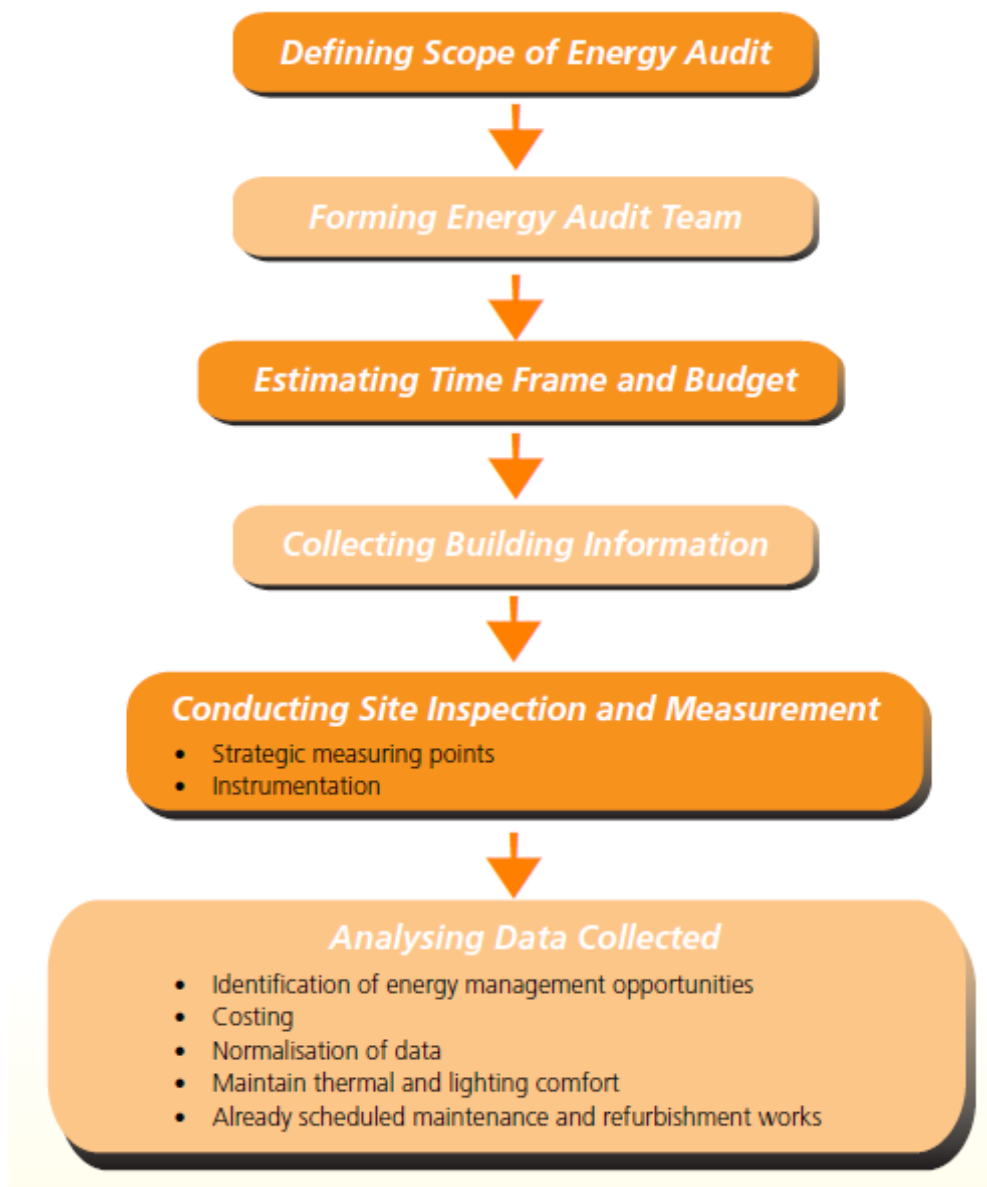 Defining Scope of Energy Audit
Forming Energy Audit Team
Estimating Time Frame and Budget
Collecting Building Information
Conducting Site Inspection and Measurement
• Strategic measuring points
• Instrumentation
Analysing Data Collected
• Identification of energy management opportunities
• Costing
• Normalisation of data
• Maintain thermal and lighting comfort
• Already scheduled maintenance and refurbishment works